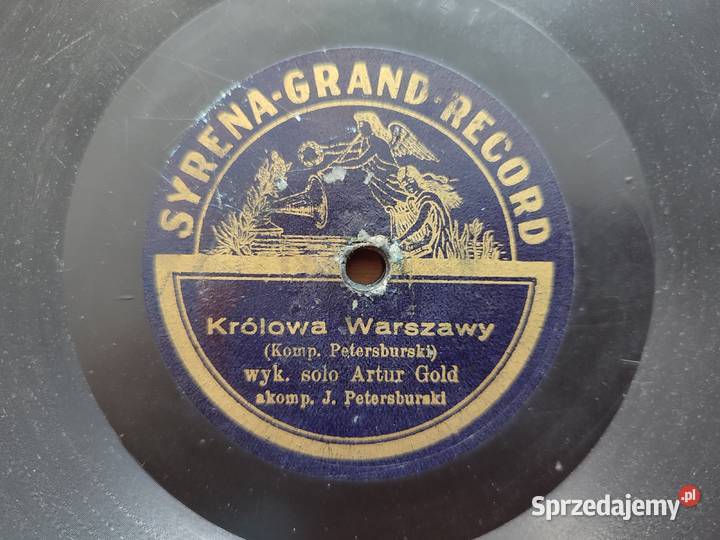 SYRENA-GRAND-RECORD
Królowa Warszawy
(Komp. Petersburski)
wyk. solo Artur Gold
akomp. J. Petersburski
Sprzedajemy.pl